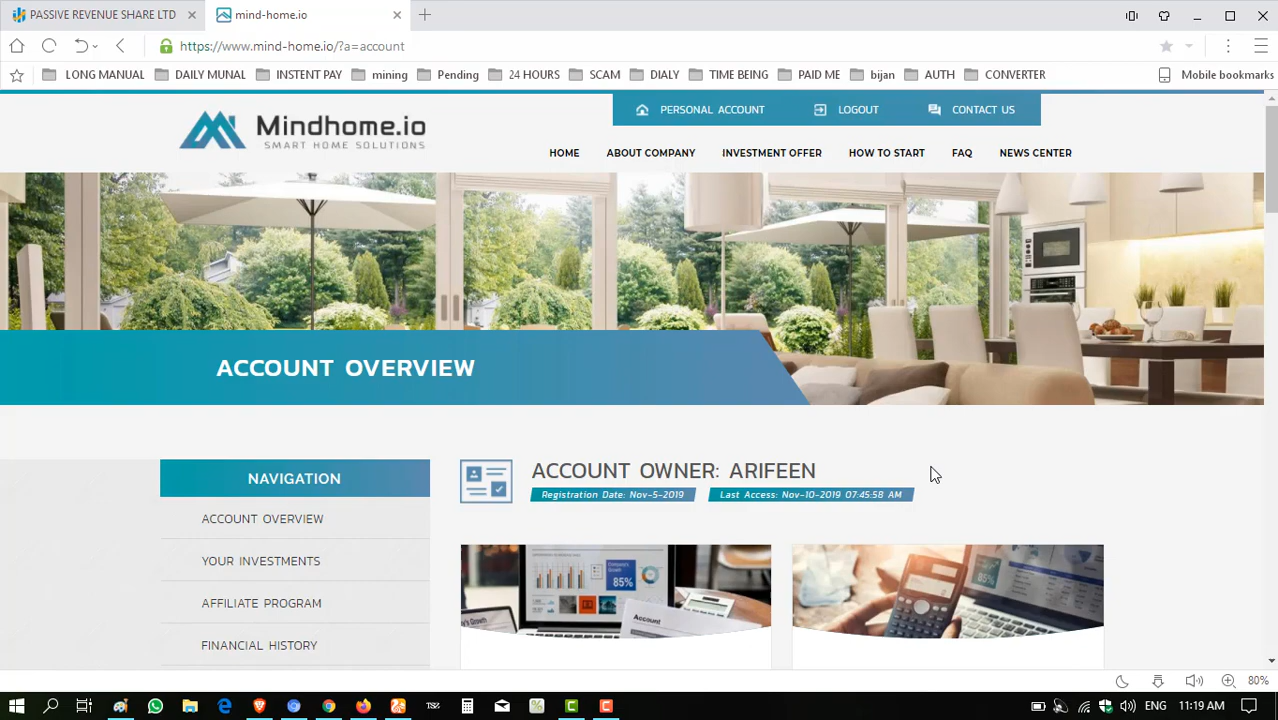 PASSIVE REVENUE SHARE LTD
mind-home.io
https://www.mind-home.io/?a=account
LONG MANUAL DAILY MUNAL INSTENT PAY mining Pending 24 HOURS SCAM DIALY TIME BEING PAID ME bijan AUTH CONVERTER Mobile bookmarks
PERSONAL ACCOUNT LOGOUT CONTACT US
Mindhome.io
SMART HOME SOLUTIONS
HOME ABOUT COMPANY INVESTMENT OFFER HOW TO START FAQ NEWS CENTER
ACCOUNT OVERVIEW
NAVIGATION
ACCOUNT OVERVIEW
YOUR INVESTMENTS
AFFILIATE PROGRAM
FINANCIAL HISTORY
ACCOUNT OWNER: ARIFEEN
Registration Date: Nov-5-2019 Last Access: Nov-10-2019 07:45:58 AM
85%
Account
85%
80%
ENG 11:19 AM